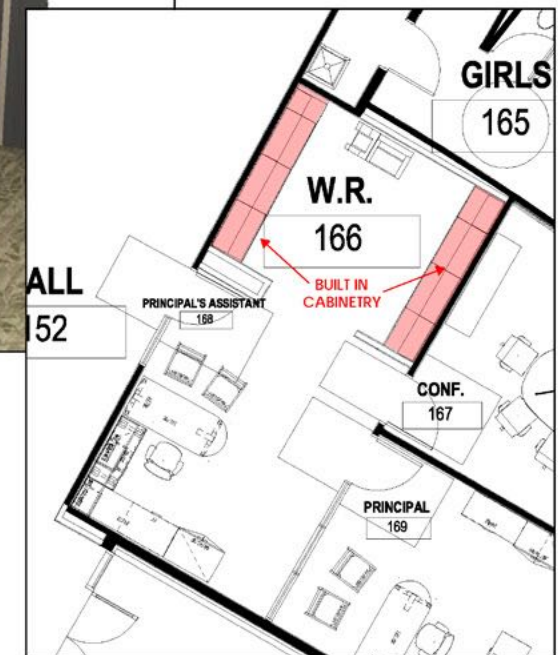 GIRLS
165
W.R.
166
BUILT IN
CABINETRY
ALL
152
PRINCIPAL'S ASSISTANT
168
CONF.
167
PRINCIPAL
169